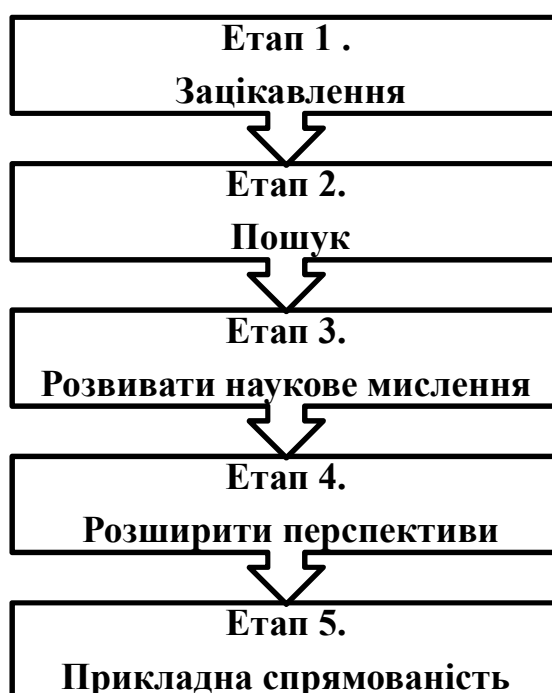 Етап 1 .
Зацікавлення
Етап 2.
Пошук
Етап 3.
Розвивати наукове мислення
Етап 4.
Розширити перспективи
Етап 5.
Прикладна спрямованість